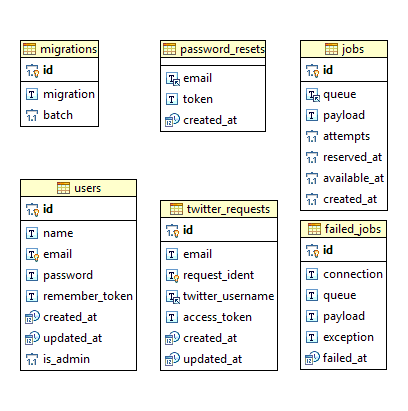 migrations
id
migration
batch
password_resets
email
token
created_at
jobs
id
queue
payload
attempts
reserved_at
available_at
created_at
users
id
name
email
password
remember_token
created_at
updated_at
is_admin
twitter_requests
id
email
request_ident
twitter_username
access_token
created_at
updated_at
failed_jobs
id
connection
queue
payload
exception
failed_at